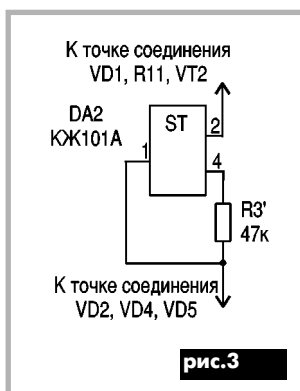 К точке соединения
VD1, R11, VT2
DA2
КЖ101А
ST
2
1
4
R3'
47к
К точке соединения
VD2, VD4, VD5
рис.3